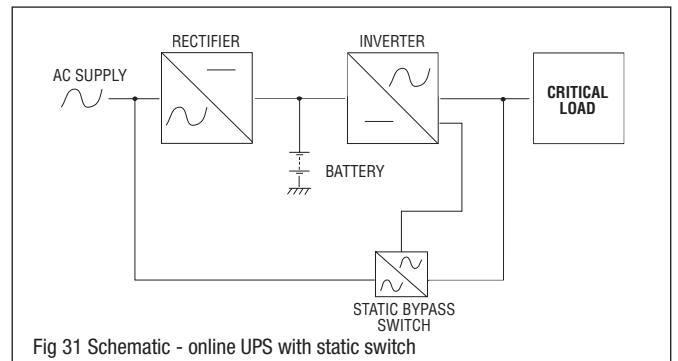 RECTIFIER
INVERTER
AC SUPPLY
CRITICAL
LOAD
BATTERY
STATIC BYPASS
SWITCH
Fig 31 Schematic - online UPS with static switch